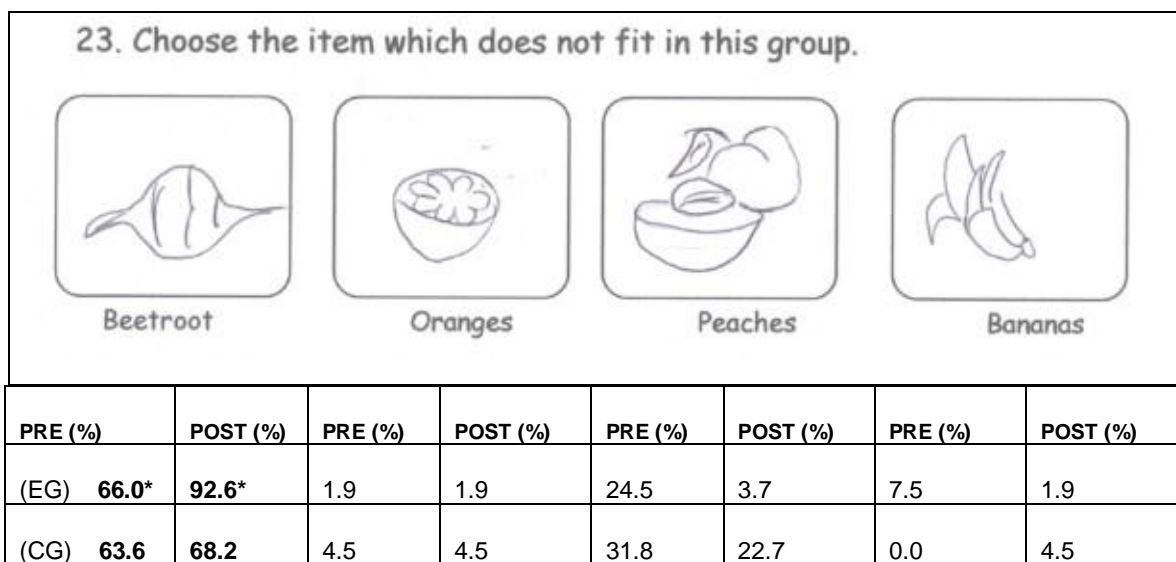 23. Choose the item which does not fit in this group.
Beetroot Oranges Peaches Bananas
PRE (%) POST (%) PRE (%) POST (%) PRE (%) POST (%) PRE (%) POST (%)
(EG) 66.0* 92.6* 1.9 1.9 24.5 3.7 7.5 1.9
(CG) 63.6 68.2 4.5 4.5 31.8 22.7 0.0 4.5